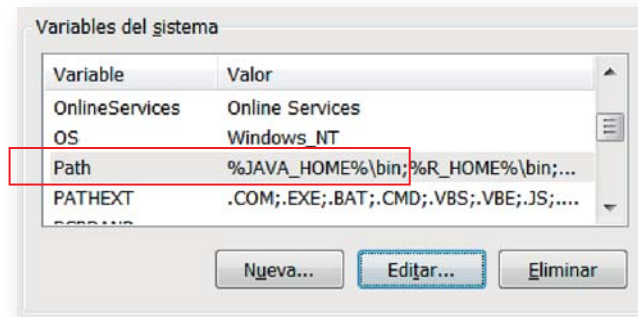 Variables del sistema
Variable Valor
OnlineServices Online Services
OS Windows_NT
Path %JAVA_HOME%\bin;%R_HOME%\bin;...
PATHEXT .COM;.EXE;.BAT;.CMD;.VBS;.VBE;.JS;....
Nueva... Editar... Eliminar